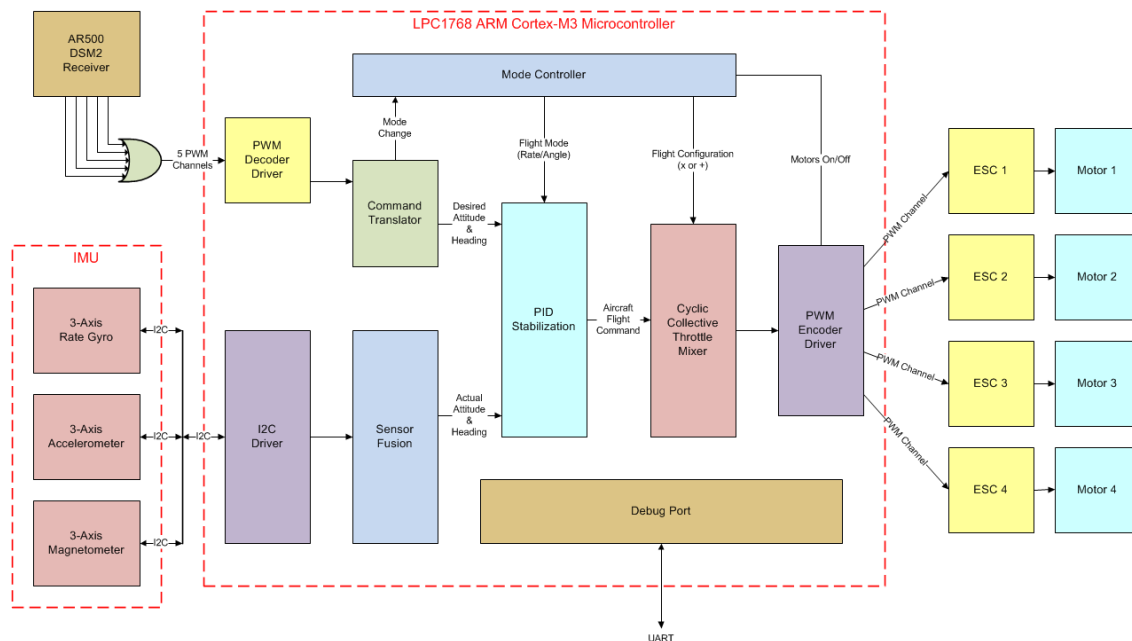 LPC1768 ARM Cortex-M3 Microcontroller
AR500
DSM2
Receiver
Mode Controller
5 PWM
Channels
PWM
Decoder
Driver
Mode
Change
Flight Mode
(Rate/Angle)
Flight Configuration
(x or +)
Motors On/Off
Command
Translator
Desired
Attitude
&
Heading
PID
Stabilization
Aircraft
Flight
Command
Cyclic
Collective
Throttle
Mixer
PWM
Encoder
Driver
PWM Channel
PWM Channel
PWM Channel
PWM Channel
ESC 1
Motor 1
ESC 2
Motor 2
ESC 3
Motor 3
ESC 4
Motor 4
IMU
3-Axis
Rate Gyro
I2C
3-Axis
Accelerometer
I2C
I2C
3-Axis
Magnetometer
I2C
I2C
Driver
Sensor
Fusion
Actual
Attitude
&
Heading
Debug Port
UART